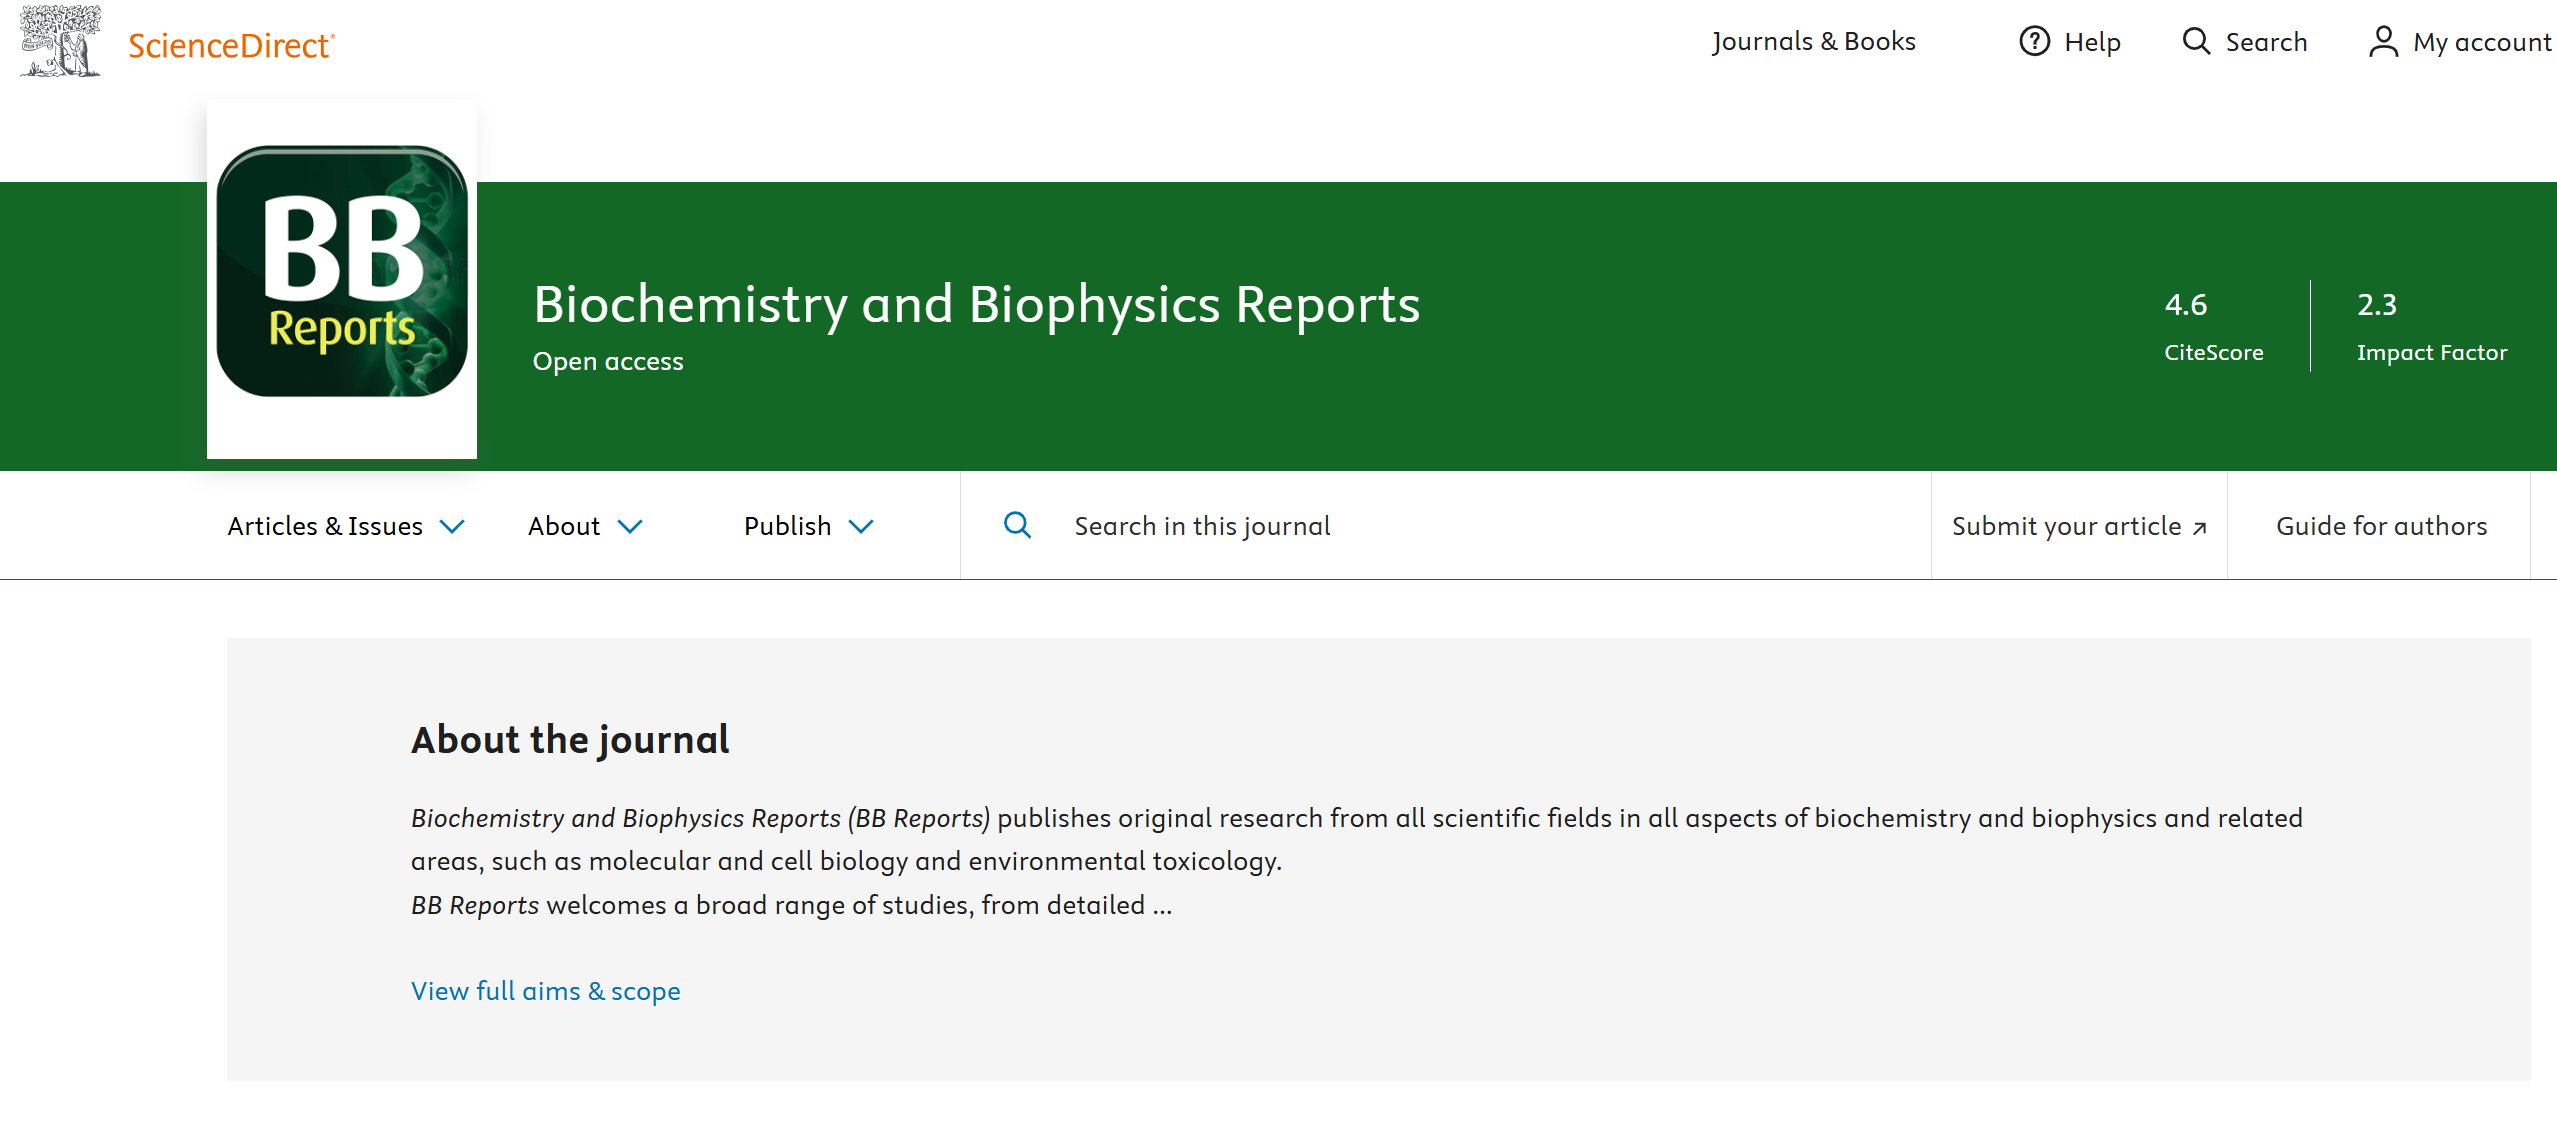 ScienceDirect
Journals & Books
Help
Search
My account
BB
Reports
Biochemistry and Biophysics Reports
Open access
4.6
CiteScore
2.3
Impact Factor
Articles & Issues
About
Publish
Search in this journal
Submit your article
Guide for authors
About the journal
Biochemistry and Biophysics Reports (BB Reports) publishes original research from all scientific fields in all aspects of biochemistry and biophysics and related
areas, such as molecular and cell biology and environmental toxicology.
BB Reports welcomes a broad range of studies, from detailed ...
View full aims & scope